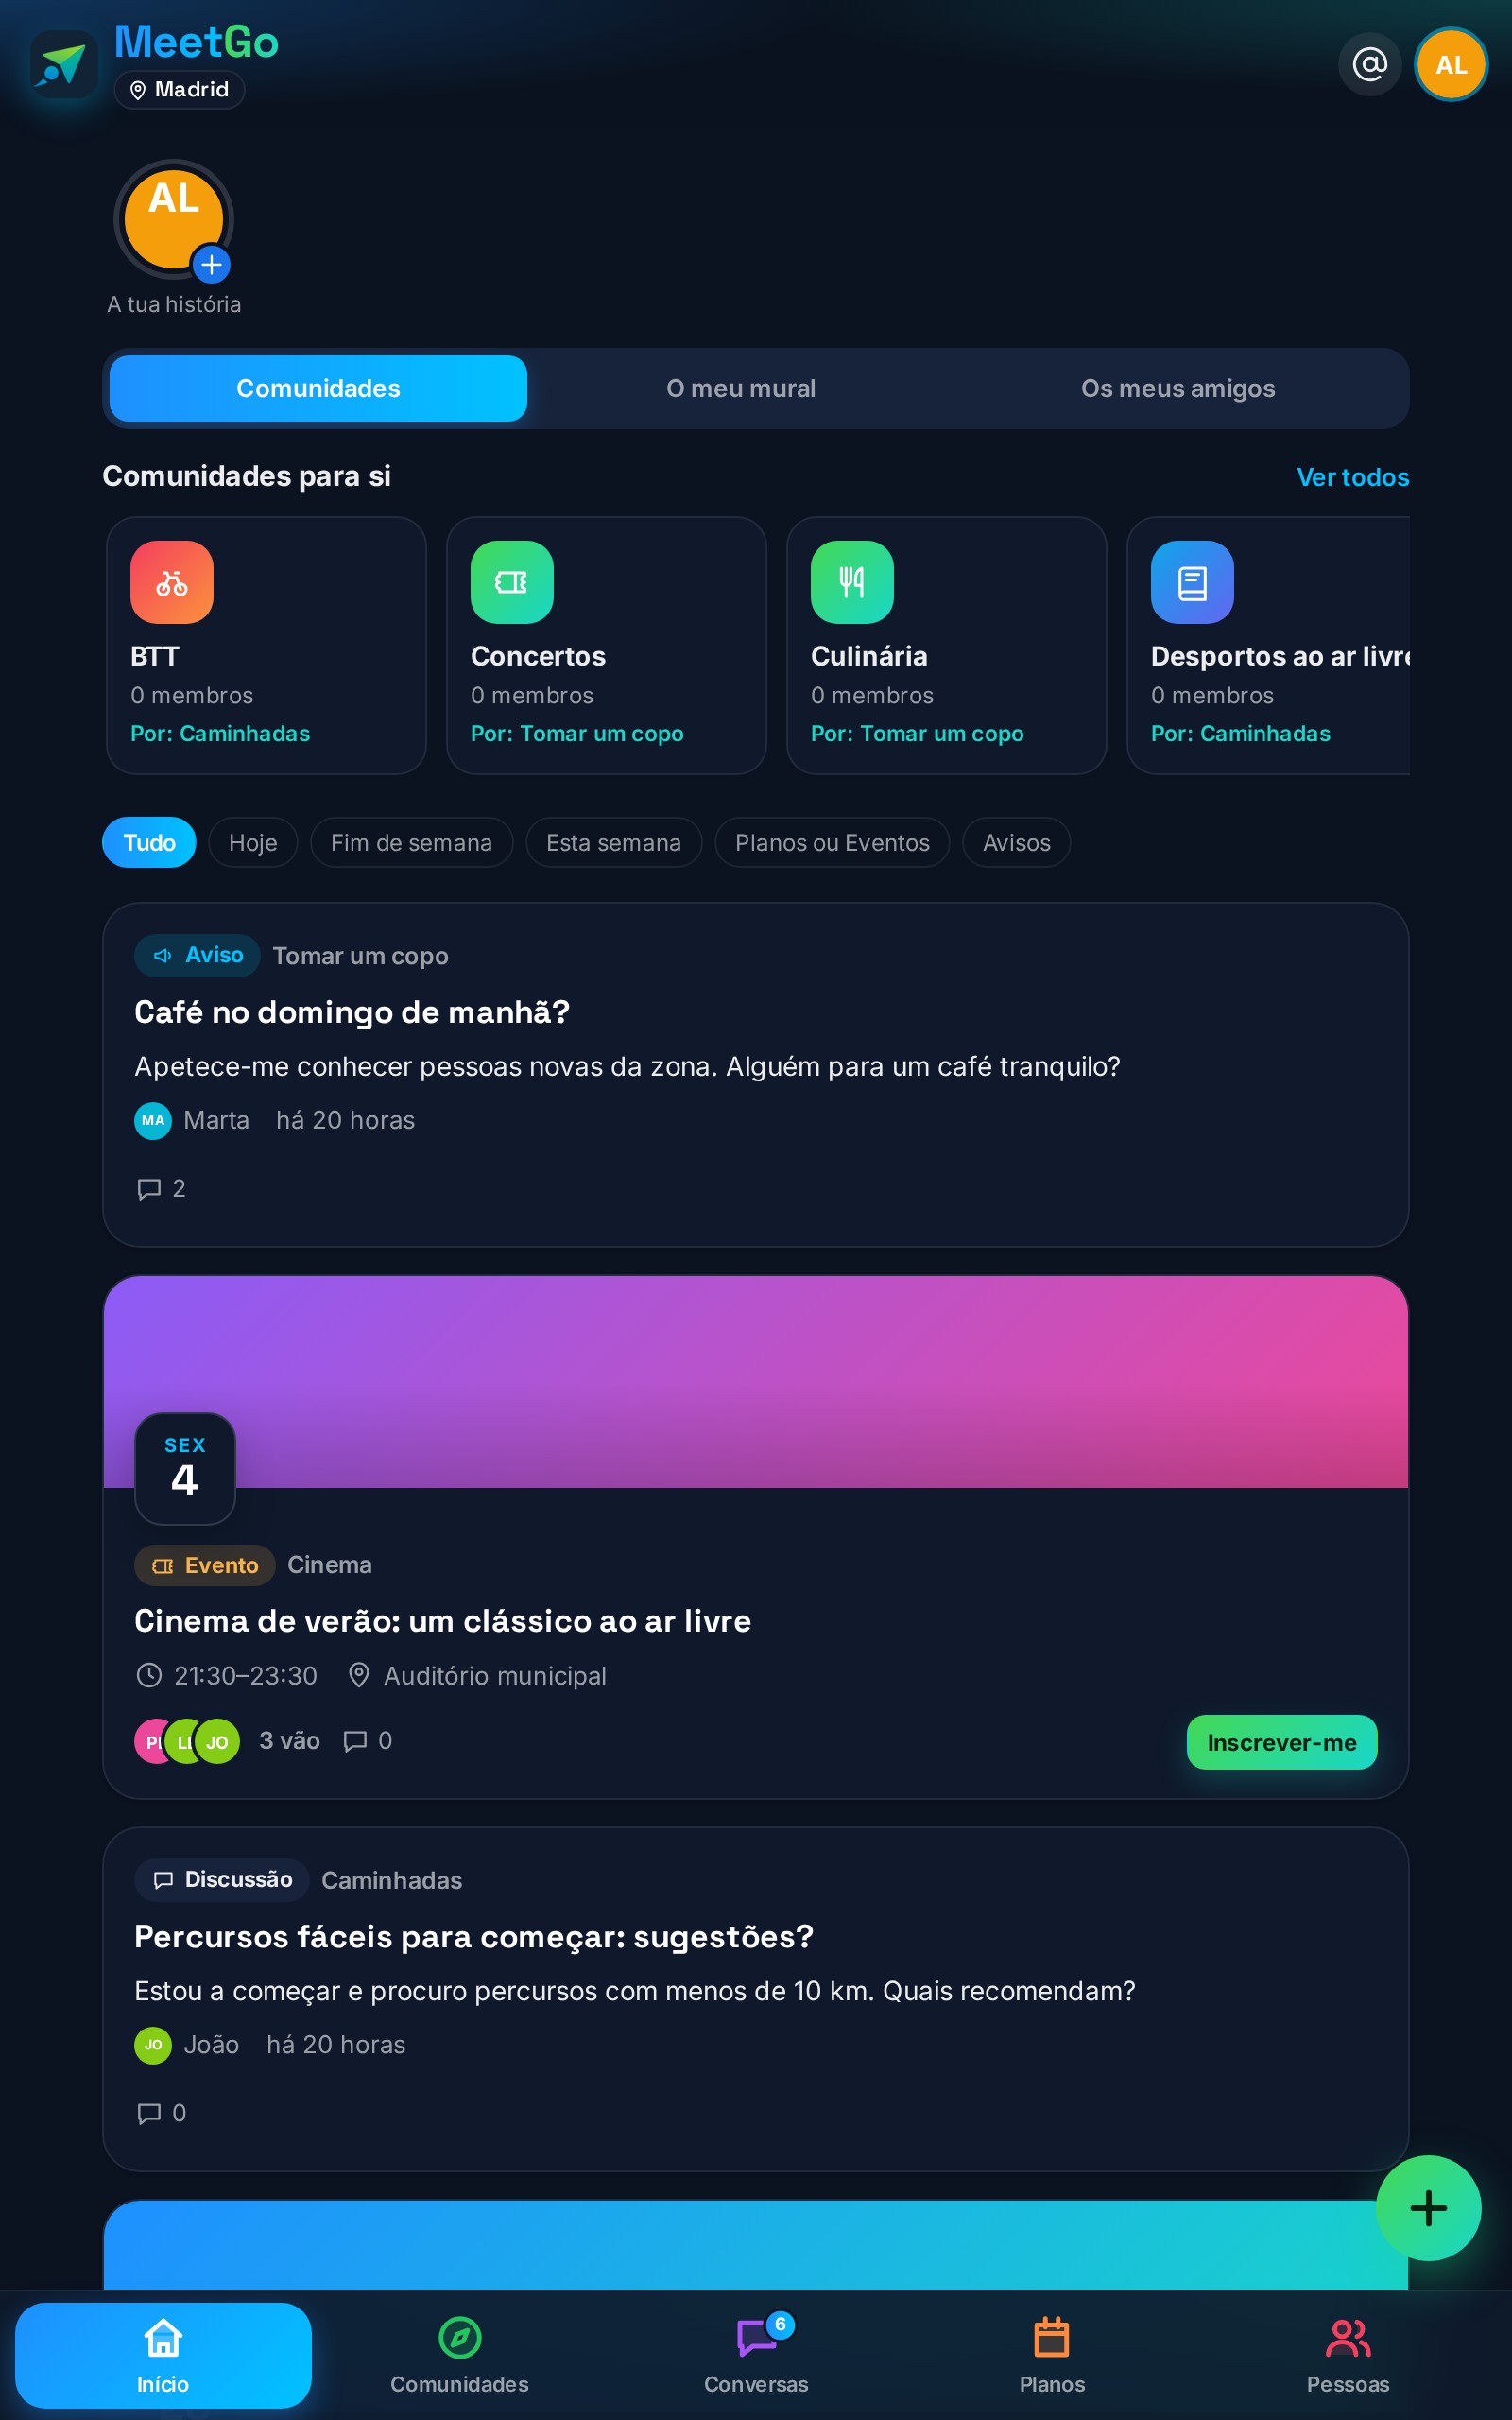 MeetGo
Madrid
AL
AL
A tua história
Comunidades
O meu mural
Os meus amigos
Comunidades para si
Ver todos
BTT
0 membros
Por: Caminhadas
Concertos
0 membros
Por: Tomar um copo
Culinária
0 membros
Por: Tomar um copo
Desportos ao ar livre
0 membros
Por: Caminhadas
Tudo
Hoje
Fim de semana
Esta semana
Planos ou Eventos
Avisos
Aviso Tomar um copo
Café no domingo de manhã?
Apetece-me conhecer pessoas novas da zona. Alguém para um café tranquilo?
MA Marta há 20 horas
2
SEX
4
Evento Cinema
Cinema de verão: um clássico ao ar livre
21:30–23:30 Auditório municipal
JO 3 vão 0
Inscrever-me
Discussão Caminhadas
Percursos fáceis para começar: sugestões?
Estou a começar e procuro percursos com menos de 10 km. Quais recomendam?
JO João há 20 horas
0
Início
Comunidades
6
Conversas
Planos
Pessoas